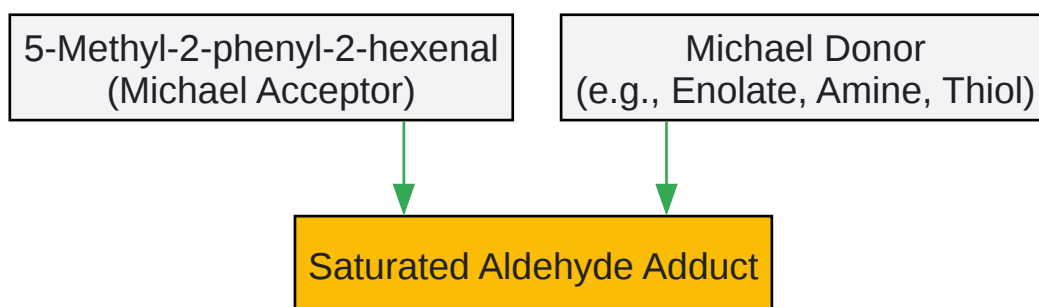 5-Methyl-2-phenyl-2-hexenal
(Michael Acceptor)
Michael Donor
(e.g., Enolate, Amine, Thiol)
Saturated Aldehyde Adduct